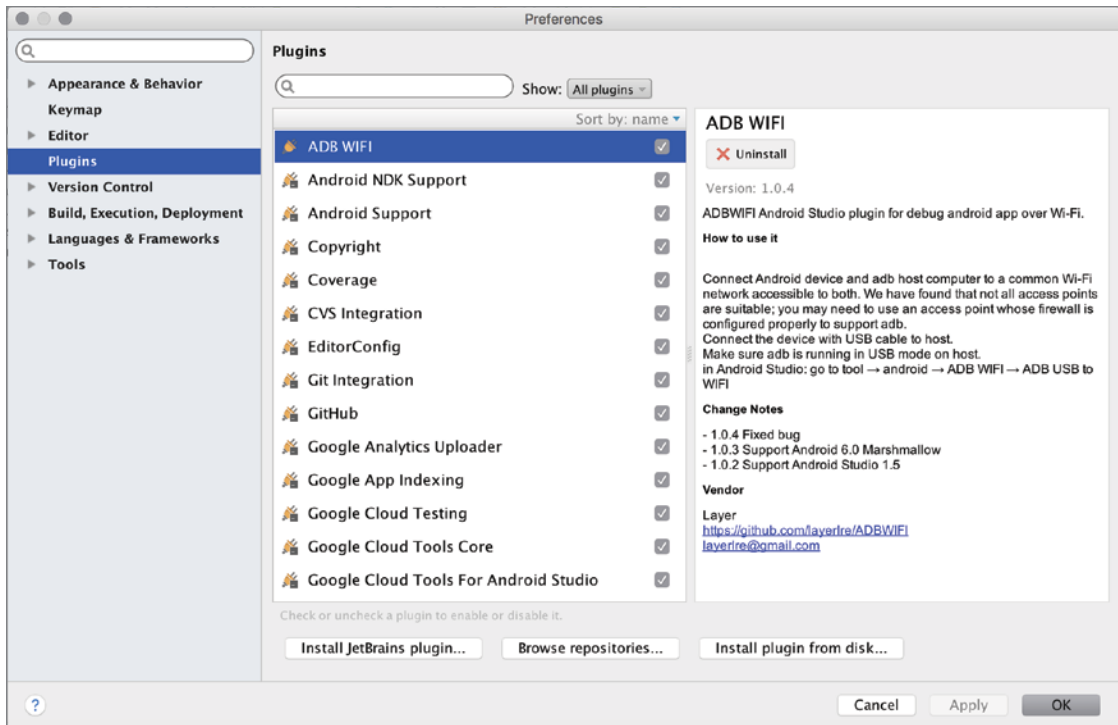 Preferences
Appearance & Behavior
Keymap
Editor
Plugins
Version Control
Build, Execution, Deployment
Languages & Frameworks
Tools
Plugins
Show: All plugins
Sort by: name
ADB WIFI
Android NDK Support
Android Support
Copyright
Coverage
CVS Integration
EditorConfig
Git Integration
GitHub
Google Analytics Uploader
Google App Indexing
Google Cloud Testing
Google Cloud Tools Core
Google Cloud Tools For Android Studio
Check or uncheck a plugin to enable or disable it.
Install JetBrains plugin...
Browse repositories...
Install plugin from disk...
ADB WIFI
Uninstall
Version: 1.0.4
ADBWIFI Android Studio plugin for debug android app over Wi-Fi.
How to use it
Connect Android device and adb host computer to a common Wi-Fi
network accessible to both. We have found that not all access points
are suitable; you may need to use an access point whose firewall is
configured properly to support adb.
Connect the device with USB cable to host.
Make sure adb is running in USB mode on host.
in Android Studio: go to tool → android → ADB WIFI → ADB USB to
WIFI
Change Notes
- 1.0.4 Fixed bug
- 1.0.3 Support Android 6.0 Marshmallow
- 1.0.2 Support Android Studio 1.5
Vendor
Layer
https://github.com/layerlre/ADBWIFI
layerlre@gmail.com
?
Cancel
Apply
OK